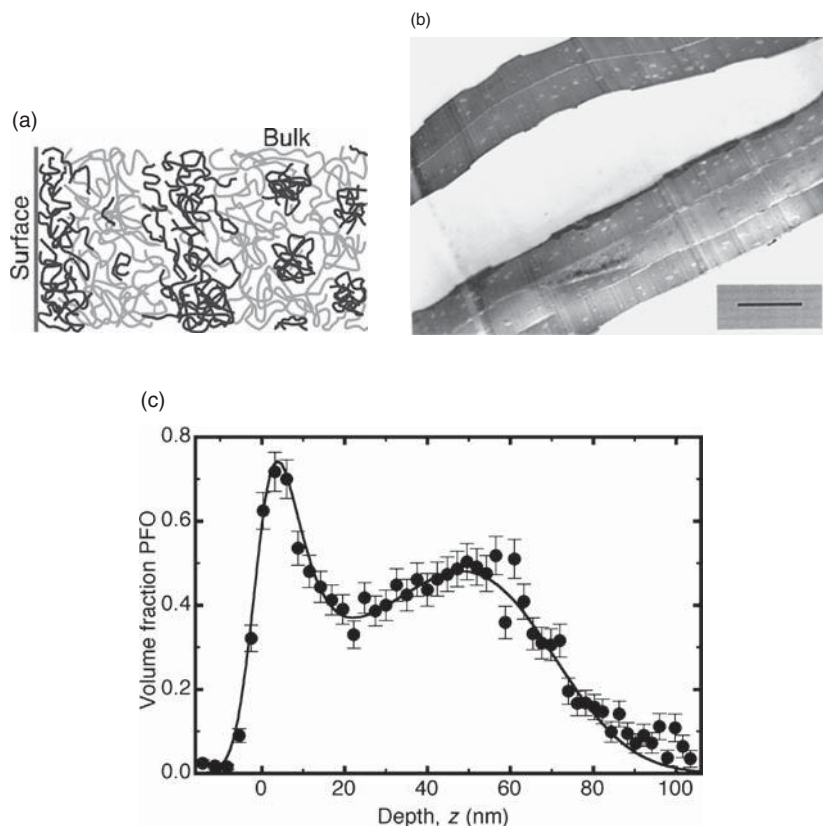 (a)
Surface
Bulk
(b)
(c)
Volume fraction PFO
0.8
0.6
0.4
0.2
0.0
0 20 40 60 80 100
Depth, z (nm)